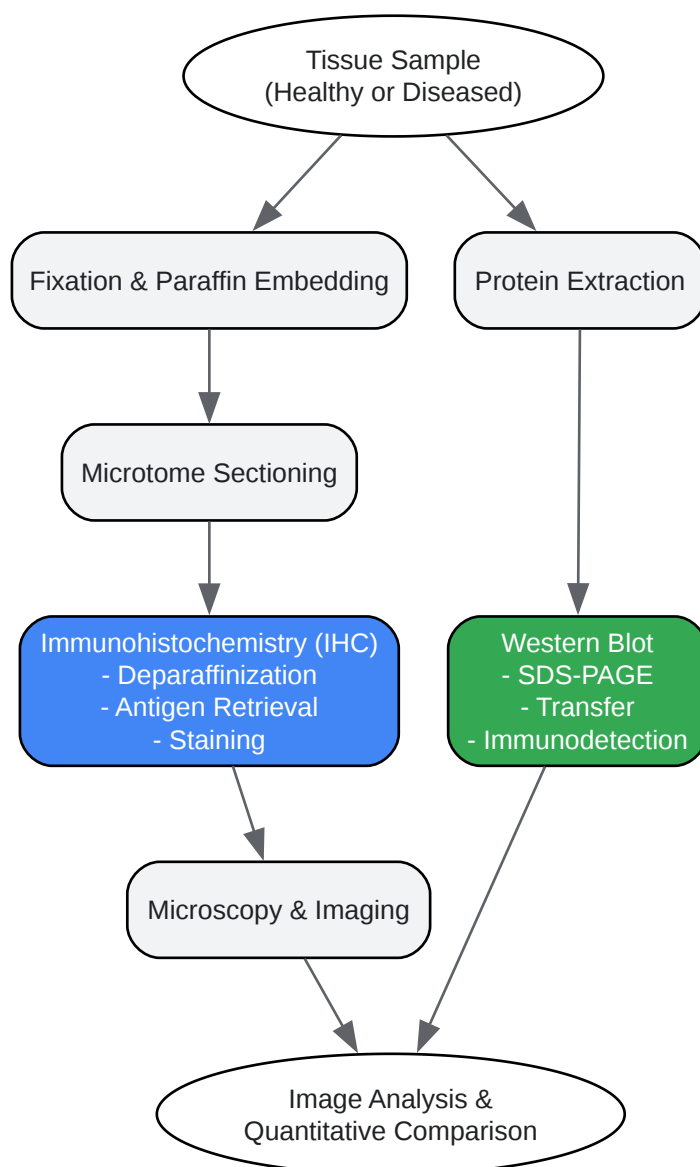 Tissue Sample
(Healthy or Diseased)
Fixation & Paraffin Embedding
Protein Extraction
Microtome Sectioning
Immunohistochemistry (IHC)
- Deparaffinization
- Antigen Retrieval
- Staining
Western Blot
- SDS-PAGE
- Transfer
- Immunodetection
Microscopy & Imaging
Image Analysis &
Quantitative Comparison